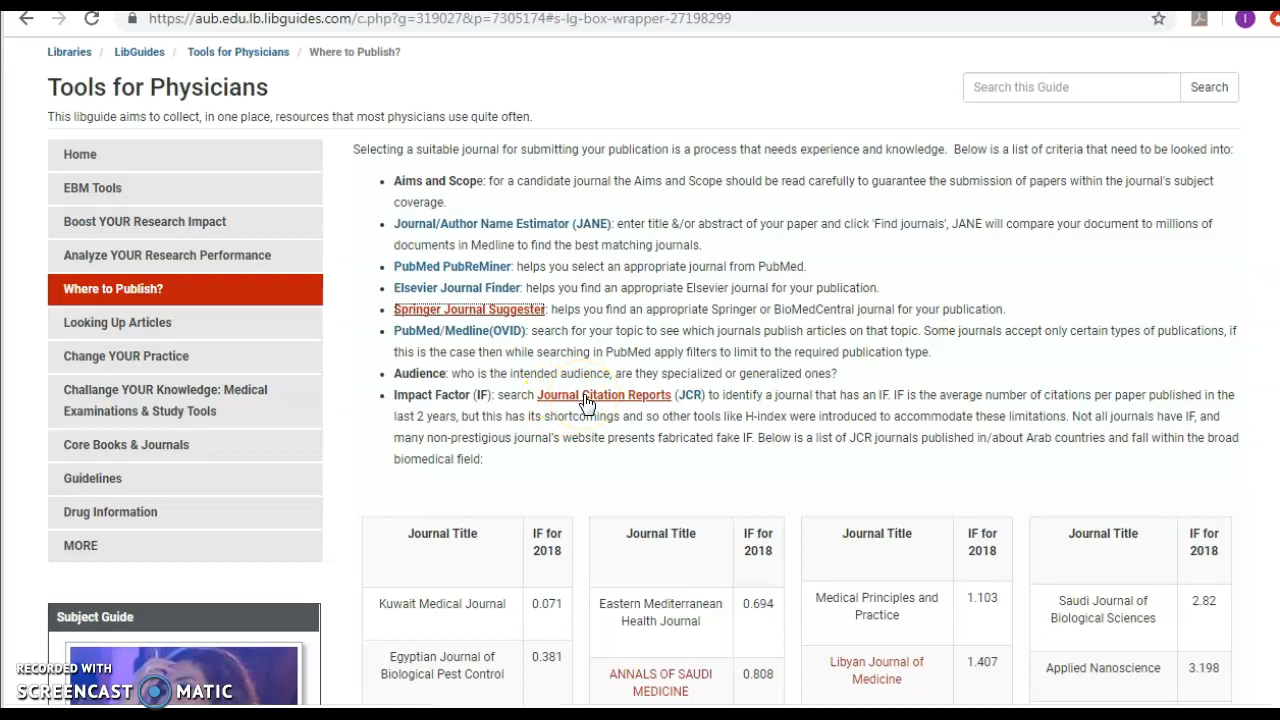 https://aub.edu.lb.libguides.com/c.php?g=319027&p=7305174#s-lg-box-wrapper-27198299
Libraries / LibGuides / Tools for Physicians / Where to Publish?
Tools for Physicians
Search this Guide
Search
This libguide aims to collect, in one place, resources that most physicians use quite often.
Home
EBM Tools
Boost YOUR Research Impact
Analyze YOUR Research Performance
Where to Publish?
Looking Up Articles
Change YOUR Practice
Challange YOUR Knowledge: Medical
Examinations & Study Tools
Core Books & Journals
Guidelines
Drug Information
MORE
Subject Guide
RECORDED WITH
SCREENCAST MATIC
Selecting a suitable journal for submitting your publication is a process that needs experience and knowledge. Below is a list of criteria that need to be looked into:
• Aims and Scope: for a candidate journal the Aims and Scope should be read carefully to guarantee the submission of papers within the journal's subject
coverage.
• Journal/Author Name Estimator (JANE): enter title &/or abstract of your paper and click 'Find journals', JANE will compare your document to millions of
documents in Medline to find the best matching journals.
• PubMed PubReMiner: helps you select an appropriate journal from PubMed.
• Elsevier Journal Finder: helps you find an appropriate Elsevier journal for your publication.
• Springer Journal Suggester: helps you find an appropriate Springer or BioMedCentral journal for your publication.
• PubMed/Medline(OVID): search for your topic to see which journals publish articles on that topic. Some journals accept only certain types of publications, if
this is the case then while searching in PubMed apply filters to limit to the required publication type.
• Audience: who is the intended audience, are they specialized or generalized ones?
• Impact Factor (IF): search Journal Citation Reports (JCR) to identify a journal that has an IF. IF is the average number of citations per paper published in the
last 2 years, but this has its shortcomings and so other tools like H-index were introduced to accommodate these limitations. Not all journals have IF, and
many non-prestigious journal's website presents fabricated fake IF. Below is a list of JCR journals published in/about Arab countries and fall within the broad
biomedical field:
Journal Title
IF for
2018
Kuwait Medical Journal
0.071
Egyptian Journal of
Biological Pest Control
0.381
Journal Title
IF for
2018
Eastern Mediterranean
Health Journal
0.694
ANNALS OF SAUDI
MEDICINE
0.808
Journal Title
IF for
2018
Medical Principles and
Practice
1.103
Libyan Journal of
Medicine
1.407
Journal Title
IF for
2018
Saudi Journal of
Biological Sciences
2.82
Applied Nanoscience
3.198
I